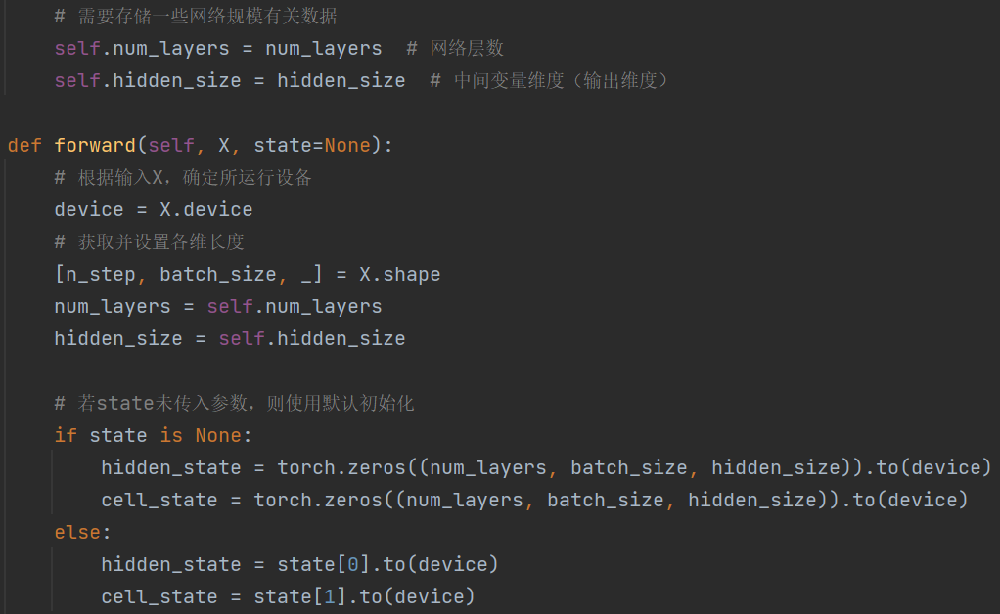 # 需要存储一些网络规模有关数据
self.num_layers = num_layers  # 网络层数
self.hidden_size = hidden_size  # 中间变量维度（输出维度）
def forward(self, X, state=None):
# 根据输入X，确定所运行设备
device = X.device
# 获取并设置各维长度
[n_step, batch_size, _] = X.shape
num_layers = self.num_layers
hidden_size = self.hidden_size
# 若state未传入参数，则使用默认初始化
if state is None:
hidden_state = torch.zeros((num_layers, batch_size, hidden_size)).to(device)
cell_state = torch.zeros((num_layers, batch_size, hidden_size)).to(device)
else:
hidden_state = state[0].to(device)
cell_state = state[1].to(device)